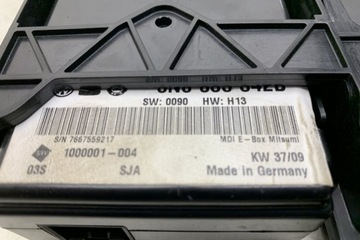 SW: 0090 HW: H13
S/N 7667559217 MDI E-Box Mitsumi
1000001-004 KW 37/09
03S SJA Made in Germany